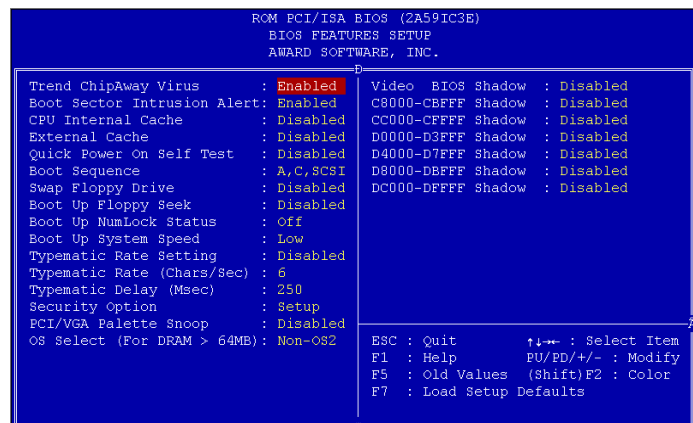 ROM PCI/ISA BIOS (2A59IC3E)
BIOS FEATURES SETUP
AWARD SOFTWARE, INC.
D
Trend ChipAway Virus : Enabled
Boot Sector Intrusion Alert: Enabled
CPU Internal Cache : Disabled
External Cache : Disabled
Quick Power On Self Test : Disabled
Boot Sequence : A,C,SCSI
Swap Floppy Drive : Disabled
Boot Up Floppy Seek : Disabled
Boot Up NumLock Status : Off
Boot Up System Speed : Low
Typematic Rate Setting : Disabled
Typematic Rate (Chars/Sec) : 6
Typematic Delay (Msec) : 250
Security Option : Setup
PCI/VGA Palette Snoop : Disabled
OS Select (For DRAM > 64MB): Non-OS2
Video BIOS Shadow : Disabled
C8000-CBFFF Shadow : Disabled
CC000-CFFFF Shadow : Disabled
D0000-D3FFF Shadow : Disabled
D4000-D7FFF Shadow : Disabled
D8000-DBFFF Shadow : Disabled
DC000-DFFFF Shadow : Disabled
ESC : Quit ↑↓→← : Select Item
F1 : Help PU/PD/+/- : Modify
F5 : Old Values (Shift)F2 : Color
F7 : Load Setup Defaults